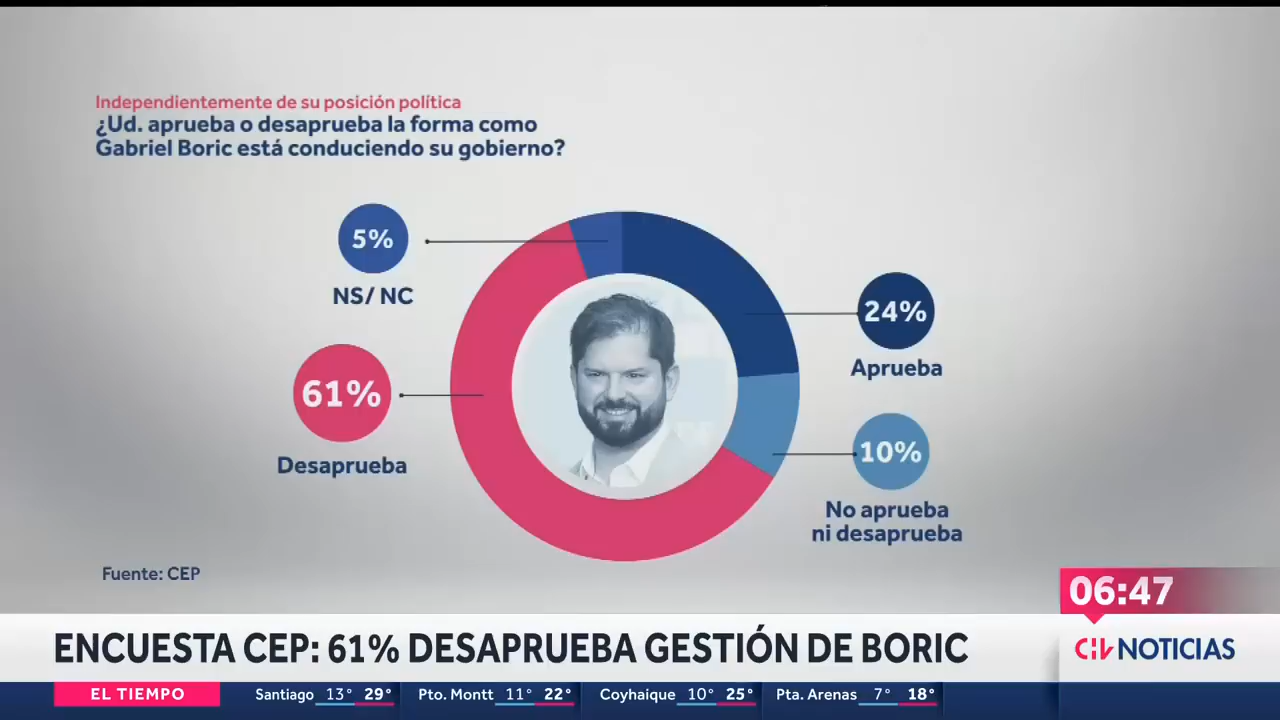 Independientemente de su posición política
¿Ud. aprueba o desaprueba la forma como
Gabriel Boric está conduciendo su gobierno?
5%
NS/ NC
24%
Aprueba
61%
Desaprueba
10%
No aprueba
ni desaprueba
Fuente: CEP
06:47
ENCUESTA CEP: 61% DESAPRUEBA GESTIÓN DE BORIC
CHV NOTICIAS
EL TIEMPO Santiago 13° 29° Pto. Montt 11° 22° Coyhaique 10° 25° Pta. Arenas 7° 18°